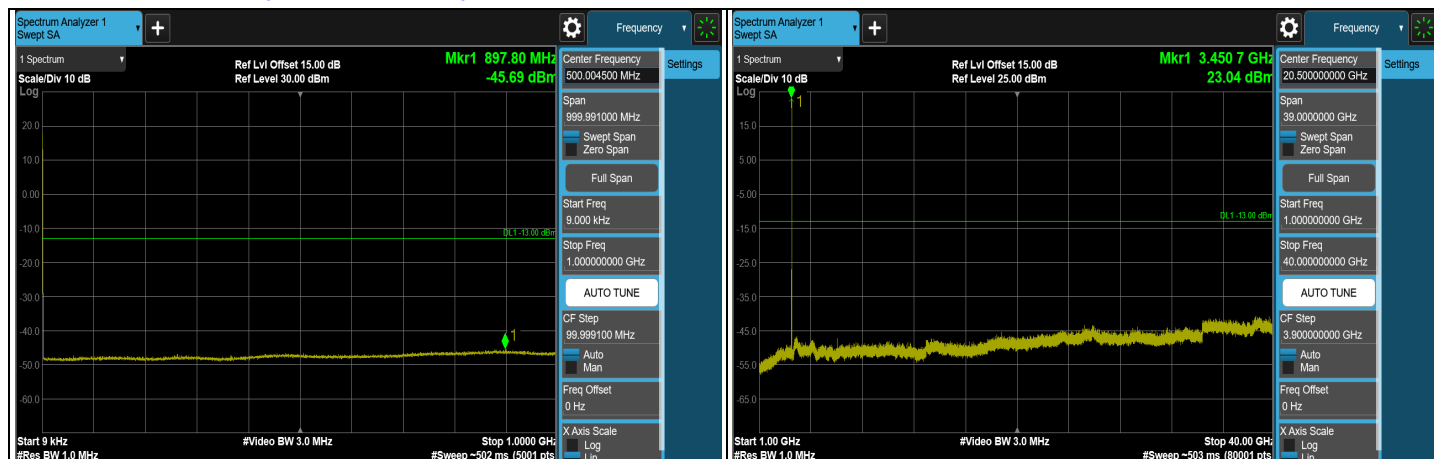 Spectrum Analyzer 1
Swept SA
+
Frequency
1 Spectrum
Scale/Div 10 dB
Log
Ref Lvl Offset 15.00 dB
Ref Level 30.00 dBm
Mkr1 897.80 MHz
-45.69 dBm
1
20.0
10.0
0.00
-10.0
-20.0
-30.0
-40.0
-50.0
-60.0
DL1 -13.00 dBm
1
Start 9 kHz
#Res BW 1.0 MHz
#Video BW 3.0 MHz
Stop 1.0000 GHz
#Sweep ~502 ms (5001 pts
Center Frequency
500.004500 MHz
Settings
Span
999.991000 MHz
Swept Span
Zero Span
Full Span
Start Freq
9.000 kHz
Stop Freq
1.000000000 GHz
AUTO TUNE
CF Step
99.999100 MHz
Auto
Man
Freq Offset
0 Hz
X Axis Scale
Log
Lin
Spectrum Analyzer 1
Swept SA
+
Frequency
1 Spectrum
Scale/Div 10 dB
Log
Ref Lvl Offset 15.00 dB
Ref Level 25.00 dBm
Mkr1 3.450 7 GHz
23.04 dBm
1
15.0
5.00
-5.00
-15.0
-25.0
-35.0
-45.0
-55.0
-65.0
DL1 -13.00 dBm
Start 1.00 GHz
#Res BW 1.0 MHz
#Video BW 3.0 MHz
Stop 40.00 GHz
#Sweep ~503 ms (80001 pts
Center Frequency
20.500000000 GHz
Settings
Span
39.0000000 GHz
Swept Span
Zero Span
Full Span
Start Freq
1.000000000 GHz
Stop Freq
40.000000000 GHz
AUTO TUNE
CF Step
3.900000000 GHz
Auto
Man
Freq Offset
0 Hz
X Axis Scale
Log
Lin